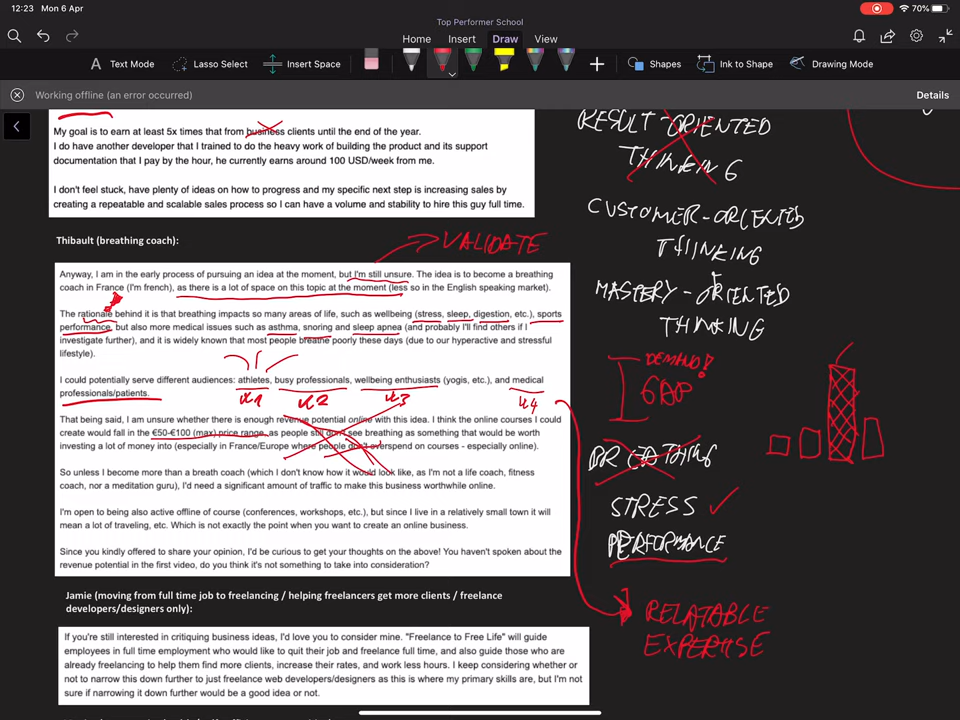 12:23 Mon 6 Apr
70%
Top Performer School
Home Insert Draw View
Text Mode Lasso Select Insert Space Shapes Ink to Shape Drawing Mode
Working offline (an error occurred) Details
My goal is to earn at least 5x times that from business clients until the end of the year.
I do have another developer that I trained to do the heavy work of building the product and its support
documentation that I pay by the hour, he currently earns around 100 USD/week from me.
I don't feel stuck, have plenty of ideas on how to progress and my specific next step is increasing sales by
creating a repeatable and scalable sales process so I can have a volume and stability to hire this guy full time.
Thibault (breathing coach):
VALIDATE
Anyway, I am in the early process of pursuing an idea at the moment, but I'm still unsure. The idea is to become a breathing
coach in France (I'm french), as there is a lot of space on this topic at the moment (less so in the English speaking market).
The rationale behind it is that breathing impacts so many areas of life, such as wellbeing (stress, sleep, digestion, etc.), sports
performance, but also more medical issues such as asthma, snoring and sleep apnea (and probably I'll find others if I
investigate further), and it is widely known that most people breathe poorly these days (due to our hyperactive and stressful
lifestyle).
I could potentially serve different audiences: athletes, busy professionals, wellbeing enthusiasts (yogis, etc.), and medical
professionals/patients.
That being said, I am unsure whether there is enough revenue potential online with this idea. I think the online courses I could
create would fall in the €50-€100 (max) price range, as people still don't see breathing as something that would be worth
investing a lot of money into (especially in France/Europe where people don't overspend on courses - especially online).
So unless I become more than a breath coach (which I don't know how it would look like, as I'm not a life coach, fitness
coach, nor a meditation guru), I'd need a significant amount of traffic to make this business worthwhile online.
I'm open to being also active offline of course (conferences, workshops, etc.), but since I live in a relatively small town it will
mean a lot of traveling, etc. Which is not exactly the point when you want to create an online business.
Since you kindly offered to share your opinion, I'd be curious to get your thoughts on the above! You haven't spoken about the
revenue potential in the first video, do you think it's not something to take into consideration?
Jamie (moving from full time job to freelancing / helping freelancers get more clients / freelance
developers/designers only):
If you're still interested in critiquing business ideas, I'd love you to consider mine. "Freelance to Free Life" will guide
employees in full time employment who would like to quit their job and freelance full time, and also guide those who are
already freelancing to help them find more clients, increase their rates, and work less hours. I keep considering whether or
not to narrow this down further to just freelance web developers/designers as this is where my primary skills are, but I'm not
sure if narrowing it down further would be a good idea or not.
RESULT-ORIENTED
THINKING
CUSTOMER-ORIENTED
THINKING
MASTERY-ORIENTED
THINKING
DEMAND!
GAP
STRESS
PERFORMANCE
RELATABLE
EXPERTISE